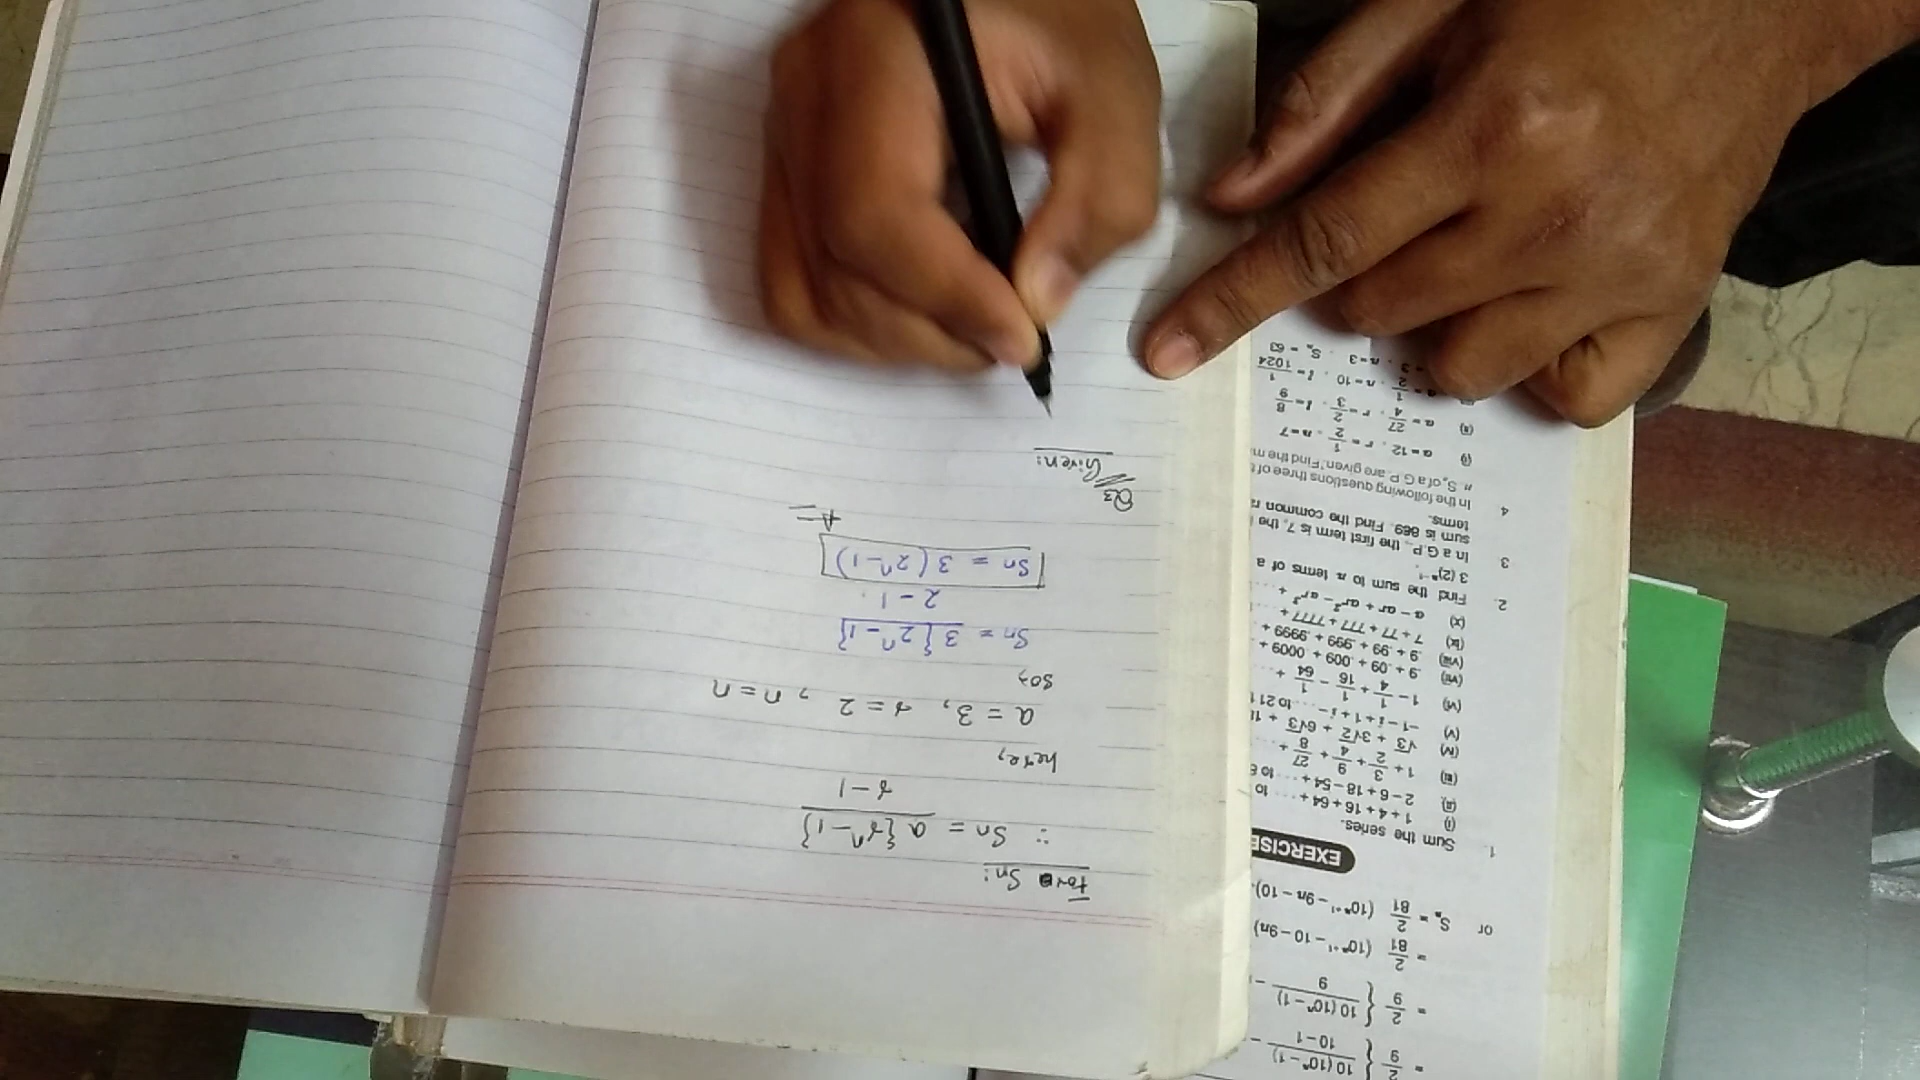 For Sn:
∴ Sn = a{r^n - 1} / r - 1
here,
a = 3, r = 2, n = n
so,
Sn = 3{2^n - 1} / 2 - 1
Sn = 3(2^n - 1)
A
Q3 Given:
= 2/9 { 10(10^n - 1) / 10 - 1 -
= 2/9 { 10(10^n - 1) / 9 -
= 2/81 (10^n+1 - 10 - 9n)
or Sn = 2/81 (10^n+1 - 9n - 10)
EXERCISE
1. Sum the series.
(i) 1 + 4 + 16 + 64 + .... to
(ii) 2 - 6 + 18 - 54 + .... to 6
(iii) 1 + 3/2 + 9/4 + 27/8 + ....
(iv) √3 + 3√2 + 6√3 +
(v) -1 - i + 1 + i - .... to 21
(vi) 1 - 1/4 + 1/16 - 1/64 + ....
(vii) .9 + .09 + .009 + .0009 +
(viii) .9 + .99 + .999 + .9999 +
(ix) 7 + 77 + 777 + 7777 +
(x) a - ar + ar² - ar³ +
2. Find the sum to n terms of a
3 (2)^n-1.
3 In a G.P., the first term is 7, the
sum is 889. Find the common
terms.
4 In the following questions three of
n, Sn of a G.P. are given. Find the
(i) a = 12, r = 1/2, n = 7
(ii) a = 27/4, r = 2/3, l = 8/9
a = 1/2, n = 10, l = 1/1024
n = 3, Sn = 63